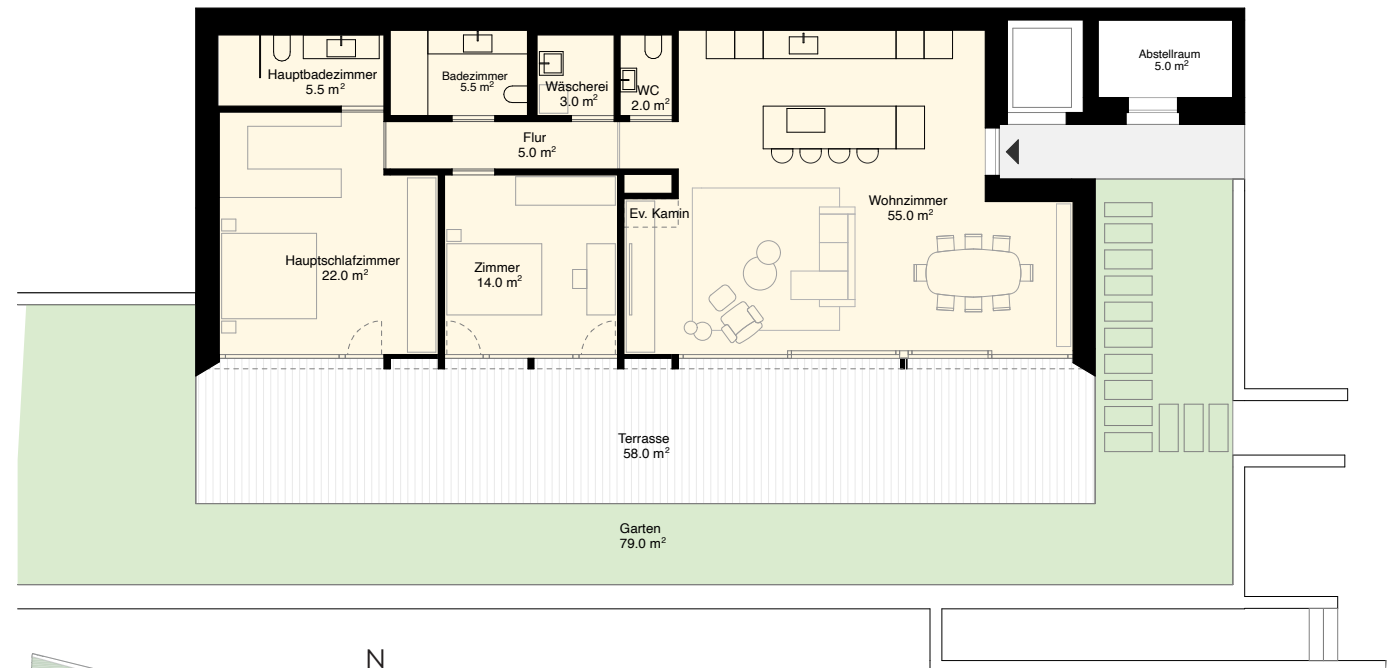 Hauptbadezimmer
5.5 m²
Badezimmer
5.5 m²
Wäscherei
3.0 m²
WC
2.0 m²
Abstellraum
5.0 m²
Flur
5.0 m²
Wohnzimmer
55.0 m²
Ev. Kamin
Hauptschlafzimmer
22.0 m²
Zimmer
14.0 m²
Terrasse
58.0 m²
Garten
79.0 m²
N